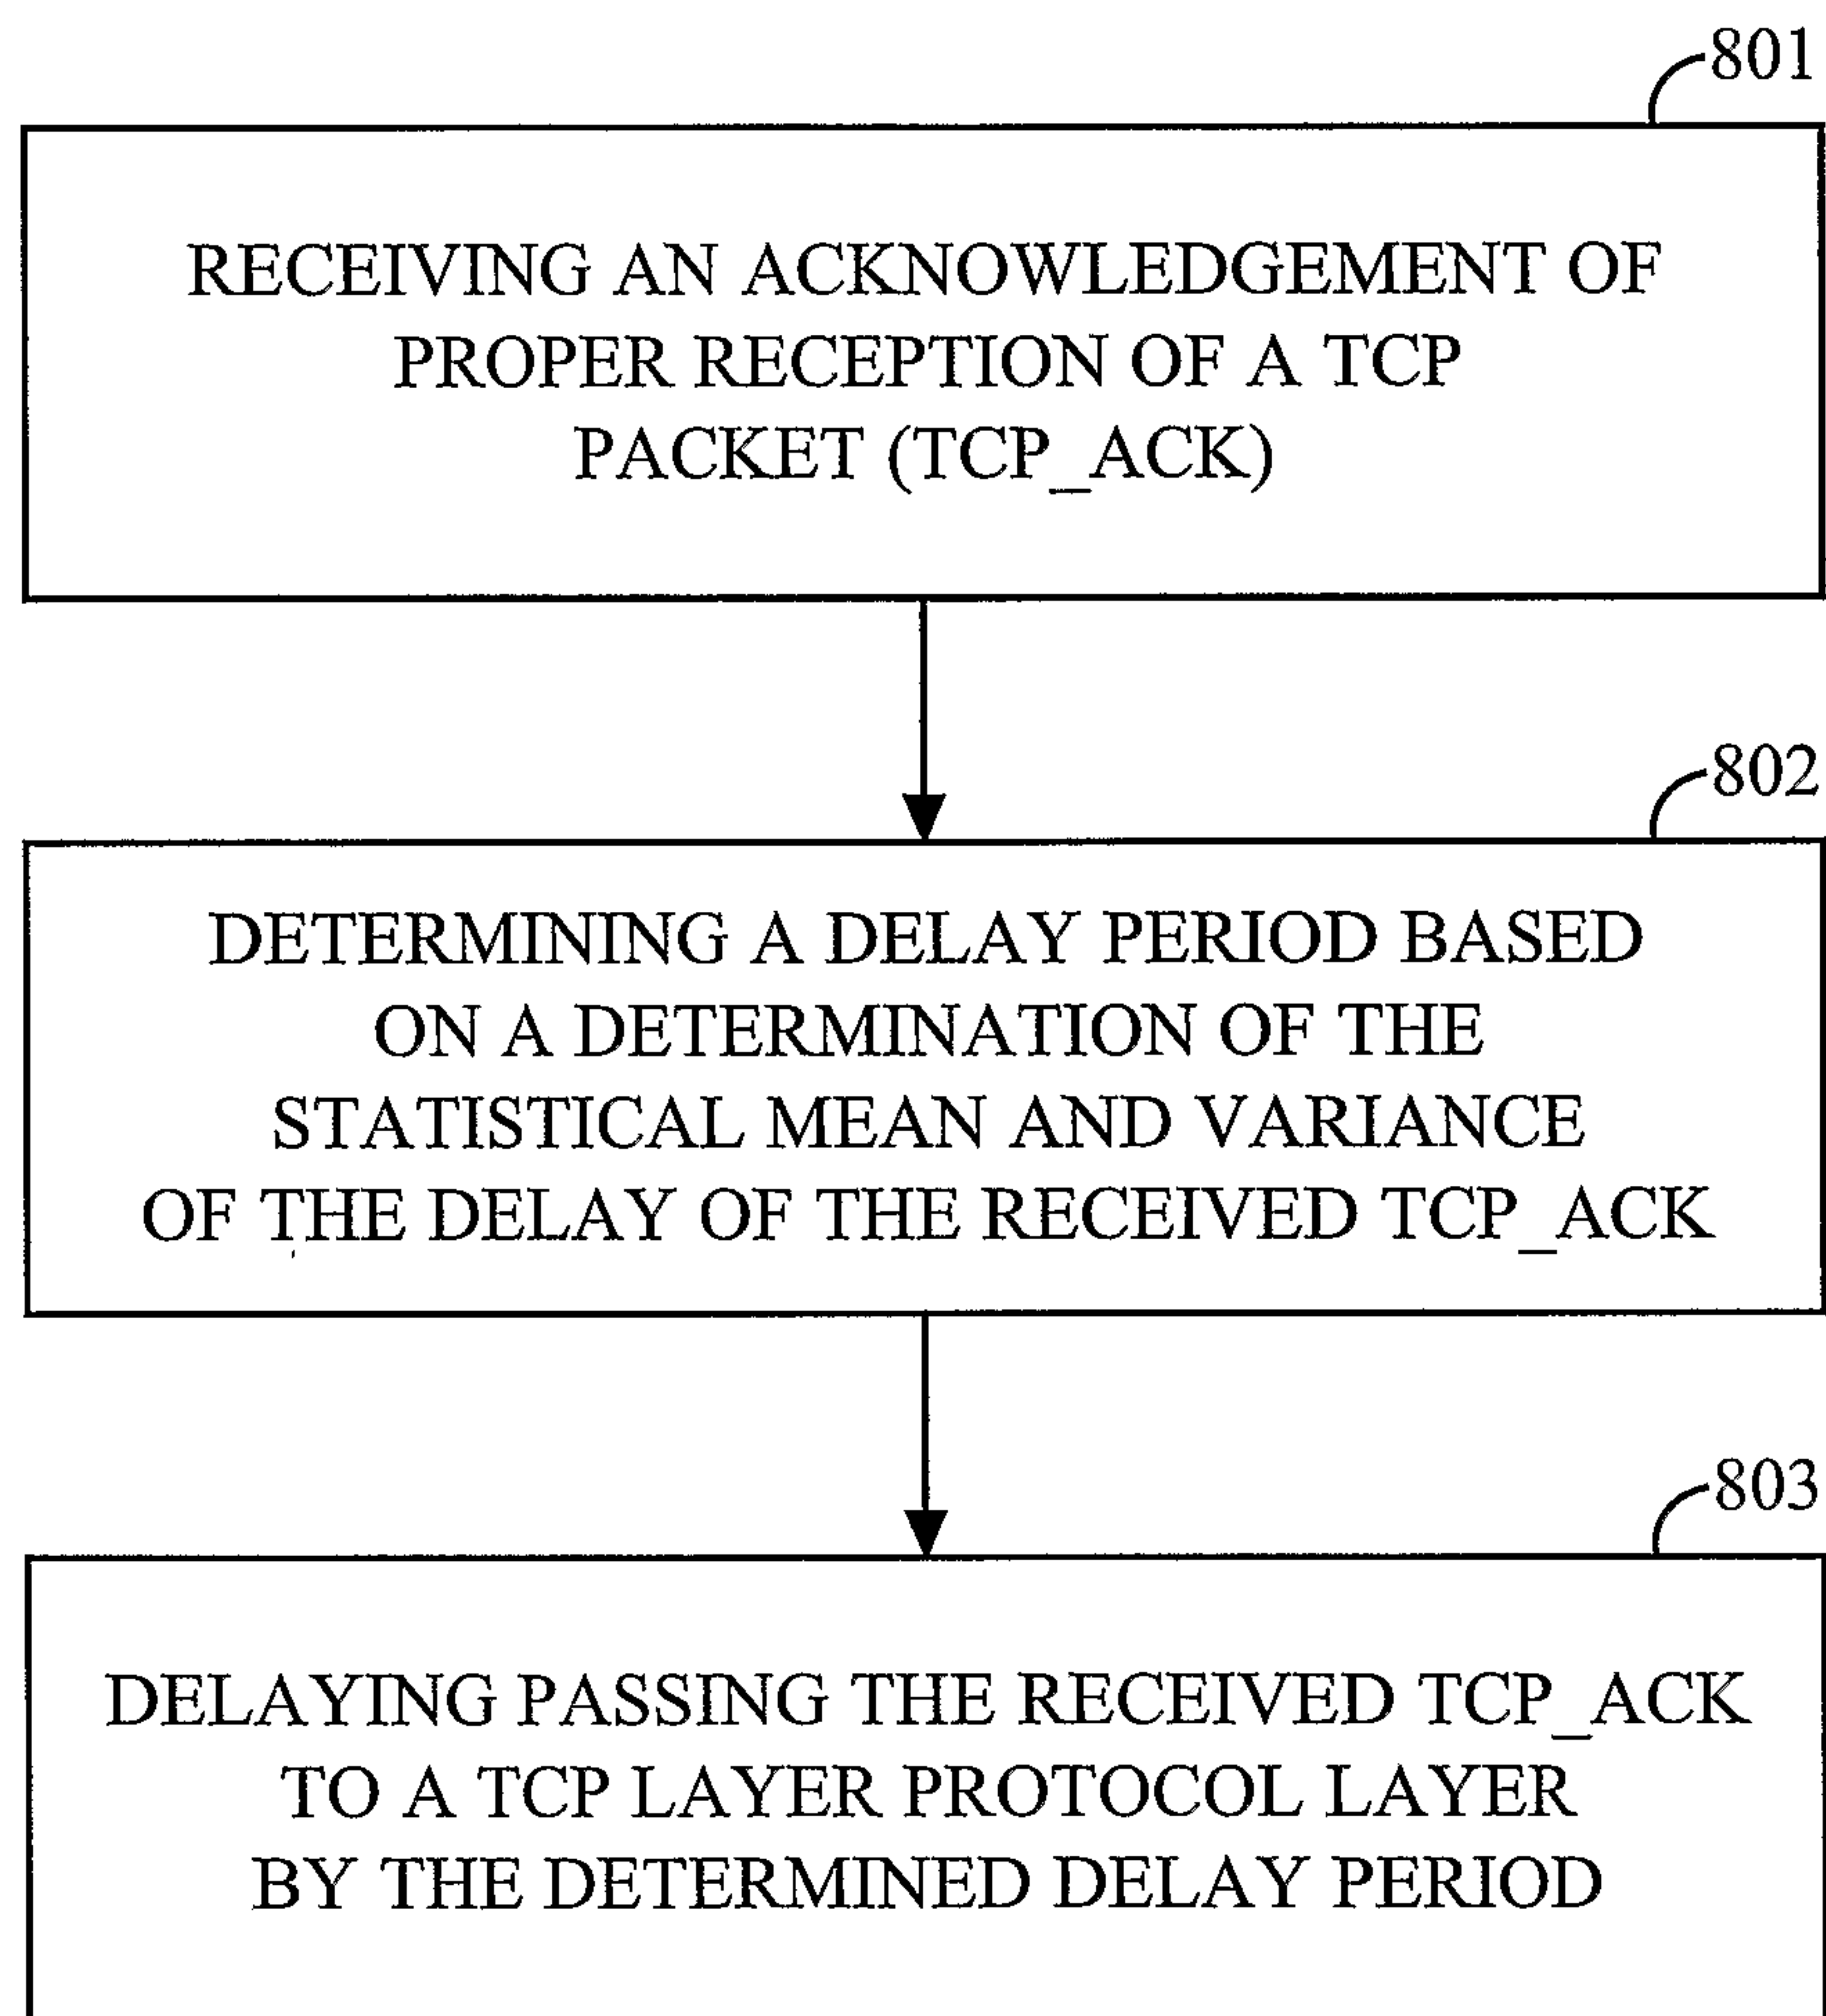 801
RECEIVING AN ACKNOWLEDGEMENT OF
PROPER RECEPTION OF A TCP
PACKET (TCP_ACK)
802
DETERMINING A DELAY PERIOD BASED
ON A DETERMINATION OF THE
STATISTICAL MEAN AND VARIANCE
OF THE DELAY OF THE RECEIVED TCP_ACK
803
DELAYING PASSING THE RECEIVED TCP_ACK
TO A TCP LAYER PROTOCOL LAYER
BY THE DETERMINED DELAY PERIOD